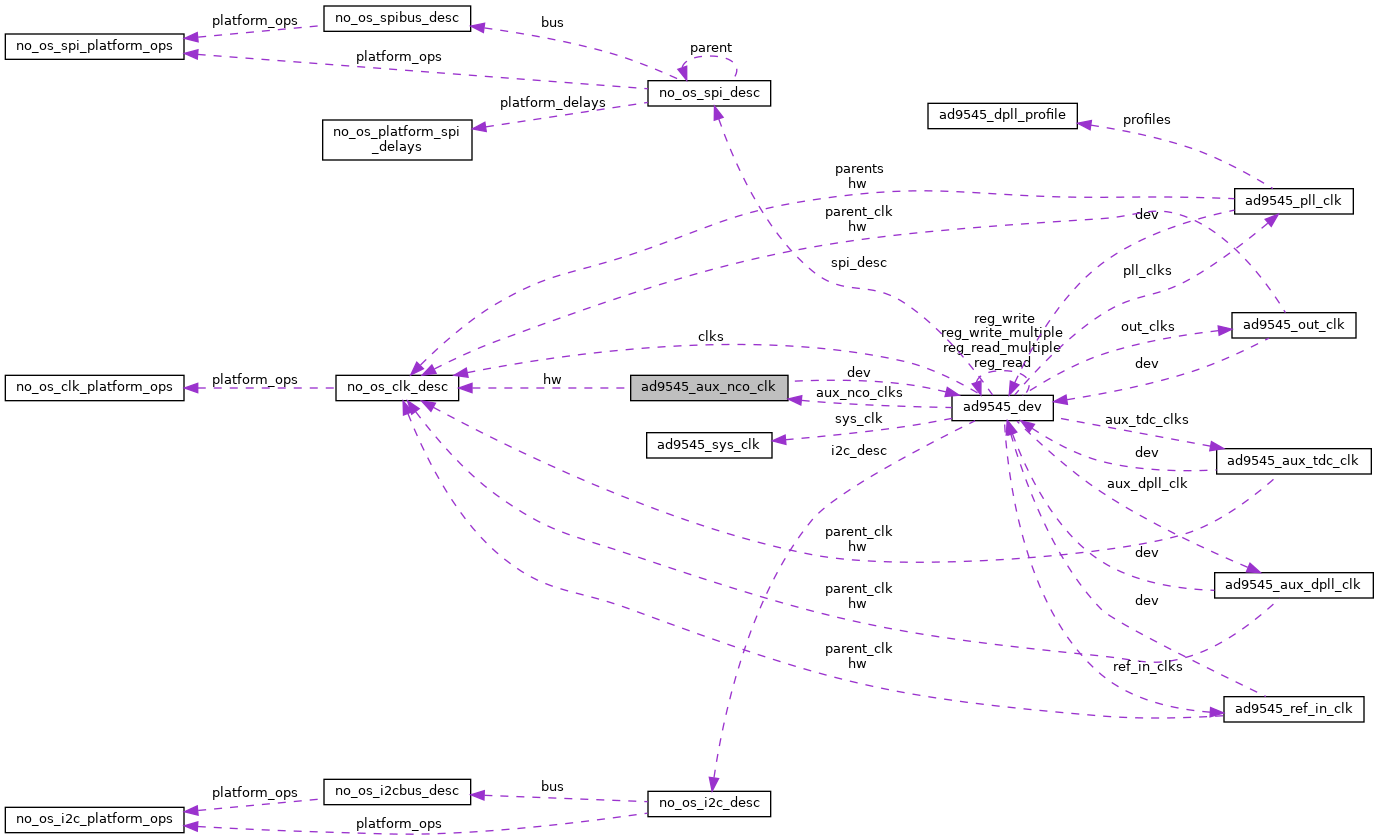 platform_ops
no_os_spibus_desc
bus
no_os_spi_platform_ops
platform_ops
parent
no_os_spi_desc
platform_delays
no_os_platform_spi
_delays
ad9545_dpll_profile
profiles
parents
hw
ad9545_pll_clk
parent_clk
hw
dev
spi_desc
pll_clks
reg_write
reg_write_multiple
reg_read_multiple
reg_read
out_clks
ad9545_out_clk
clks
dev
no_os_clk_platform_ops
platform_ops
no_os_clk_desc
hw
ad9545_aux_nco_clk
dev
aux_nco_clks
ad9545_dev
sys_clk
aux_tdc_clks
ad9545_sys_clk
i2c_desc
dev
ad9545_aux_tdc_clk
aux_dpll_clk
parent_clk
hw
dev
ad9545_aux_dpll_clk
parent_clk
hw
dev
parent_clk
hw
ref_in_clks
ad9545_ref_in_clk
platform_ops
no_os_i2cbus_desc
bus
no_os_i2c_desc
no_os_i2c_platform_ops
platform_ops